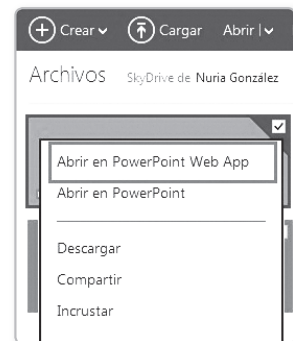 Crear Cargar Abrir
Archivos SkyDrive de Nuria González
Abrir en PowerPoint Web App
Abrir en PowerPoint
Descargar
Compartir
Incrustar